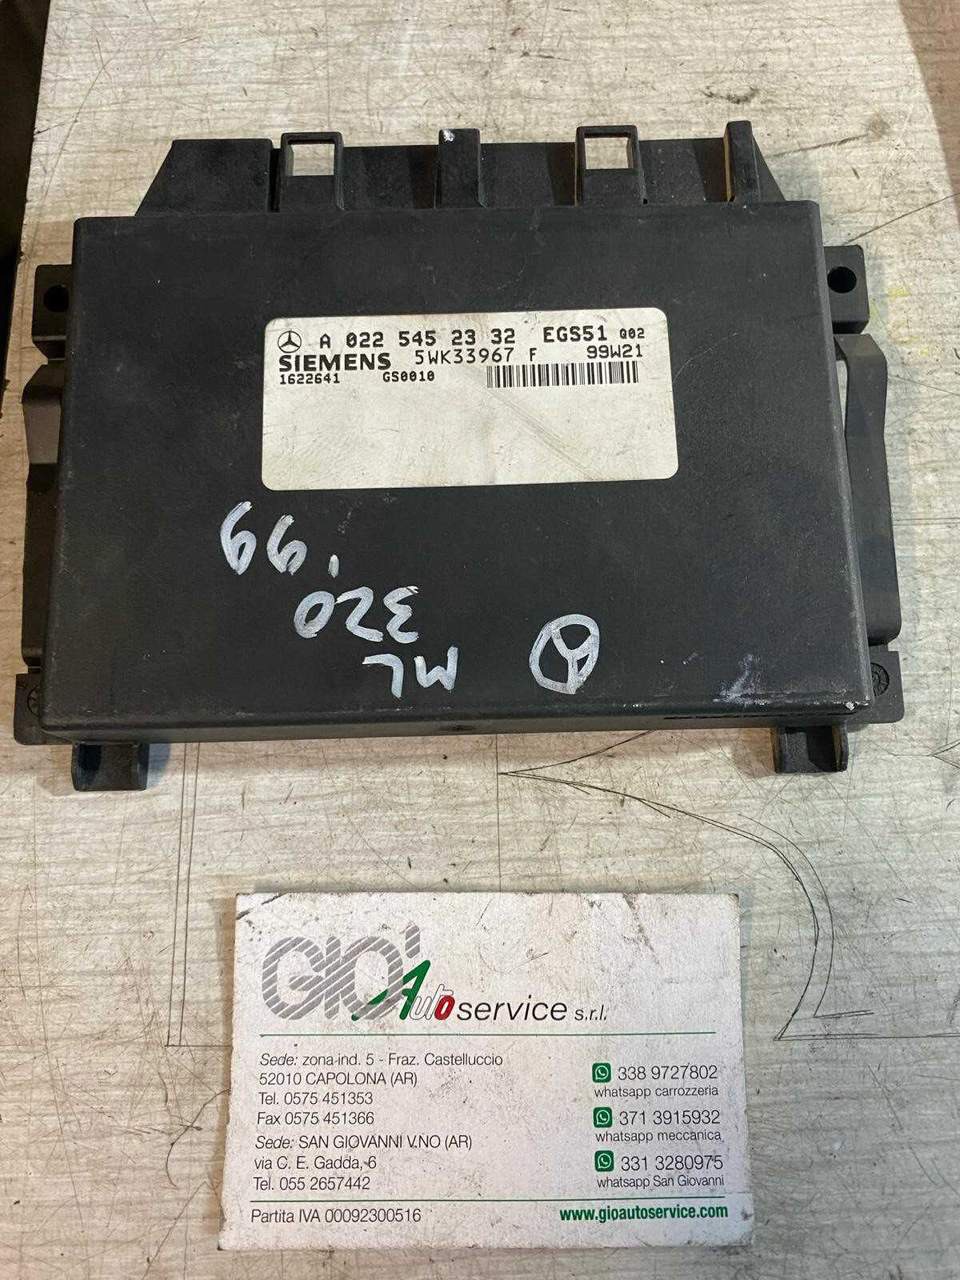 A 022 545 23 32 EGS51 Q02
SIEMENS 5WK33967 F 99W21
1622641 GS0010
ML
320
'99
GIO' Auto service s.r.l.
Sede: zona ind. 5 - Fraz. Castelluccio
52010 CAPOLONA (AR)
Tel. 0575 451353
Fax 0575 451366
Sede: SAN GIOVANNI V.NO (AR)
via C. E. Gadda, 6
Tel. 055 2657442
338 9727802
whatsapp carrozzeria
371 3915932
whatsapp meccanica
331 3280975
whatsapp San Giovanni
Partita IVA 00092300516
www.gioautoservice.com